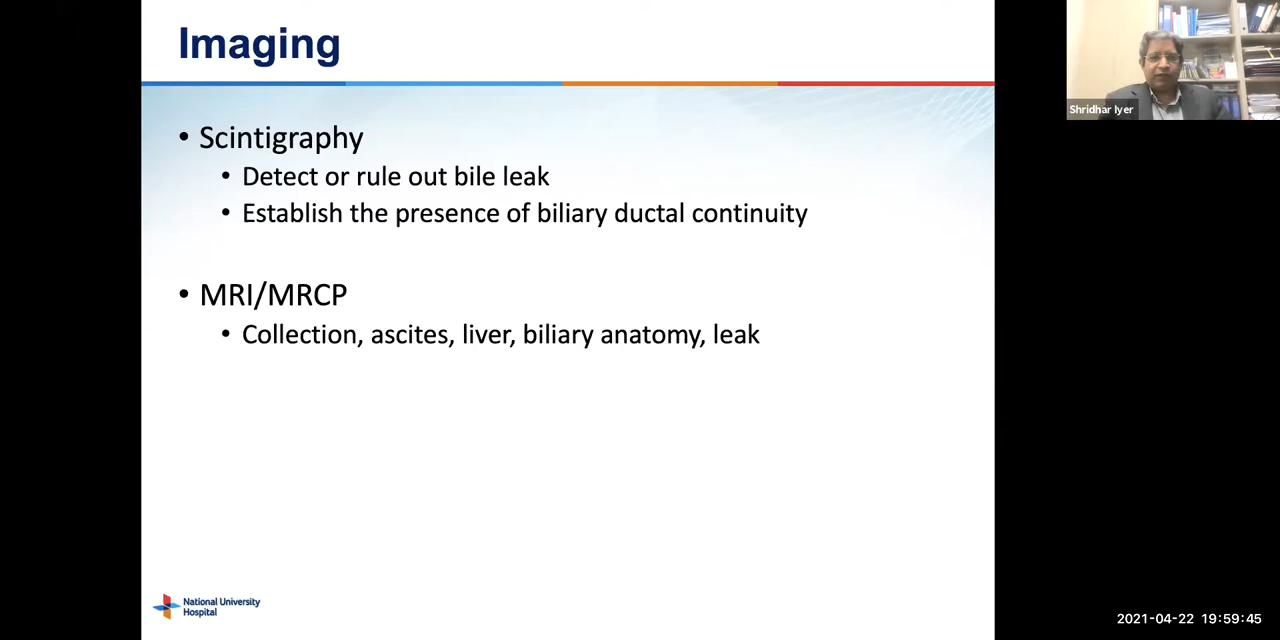 Imaging
• Scintigraphy
• Detect or rule out bile leak
• Establish the presence of biliary ductal continuity
• MRI/MRCP
• Collection, ascites, liver, biliary anatomy, leak
National University
Hospital
Shridhar Iyer
2021-04-22 19:59:45